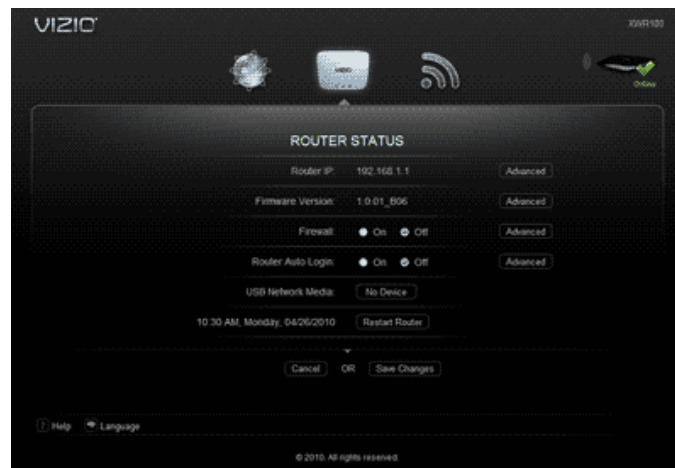 VIZIO
XWR100
VIZIO
Online
ROUTER STATUS
Router IP: 192.168.1.1 Advanced
Firmware Version: 1.0.01_B06 Advanced
Firewall: On Off Advanced
Router Auto Login: On Off Advanced
USB Network Media: No Device
10:30 AM, Monday, 04/26/2010 Restart Router
Cancel OR Save Changes
? Help Language
© 2010. All rights reserved.